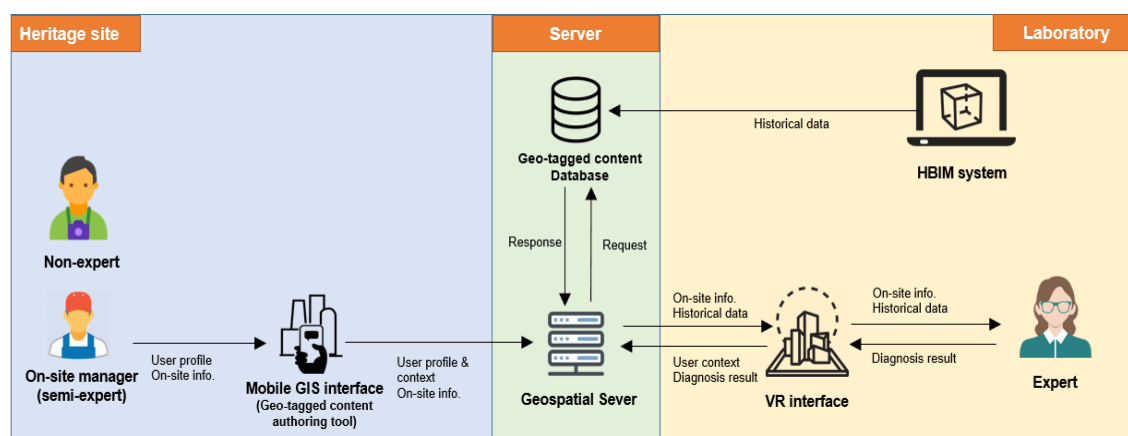 Heritage site
Server
Laboratory
Historical data
Geo-tagged content
Database
HBIM system
Non-expert
Response
Request
On-site info.
Historical data
On-site info.
Historical data
User profile
On-site info.
User profile &
context
On-site info.
User context
Diagnosis result
Diagnosis result
On-site manager
(semi-expert)
Mobile GIS interface
(Geo-tagged content
authoring tool)
Geospatial Sever
VR interface
Expert